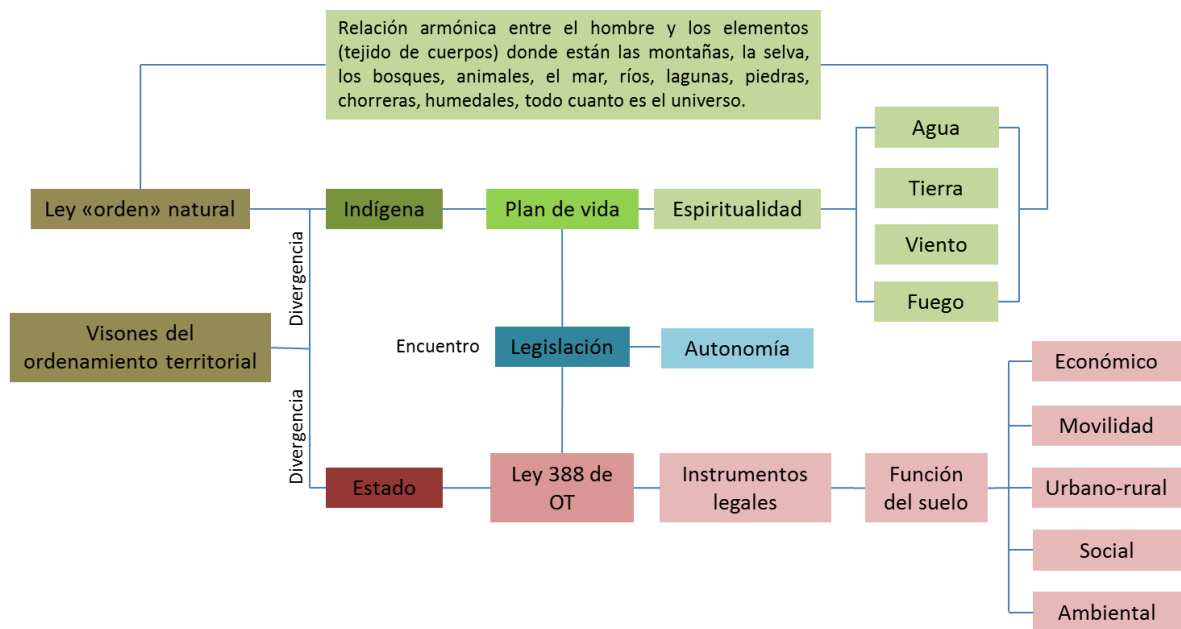 Relación armónica entre el hombre y los elementos
(tejido de cuerpos) donde están las montañas, la selva,
los bosques, animales, el mar, ríos, lagunas, piedras,
chorreras, humedales, todo cuanto es el universo.
Ley «orden» natural
Indígena
Plan de vida
Espiritualidad
Agua
Tierra
Viento
Fuego
Divergencia
Visones del
ordenamiento territorial
Encuentro
Legislación
Autonomía
Divergencia
Estado
Ley 388 de
OT
Instrumentos
legales
Función
del suelo
Económico
Movilidad
Urbano-rural
Social
Ambiental